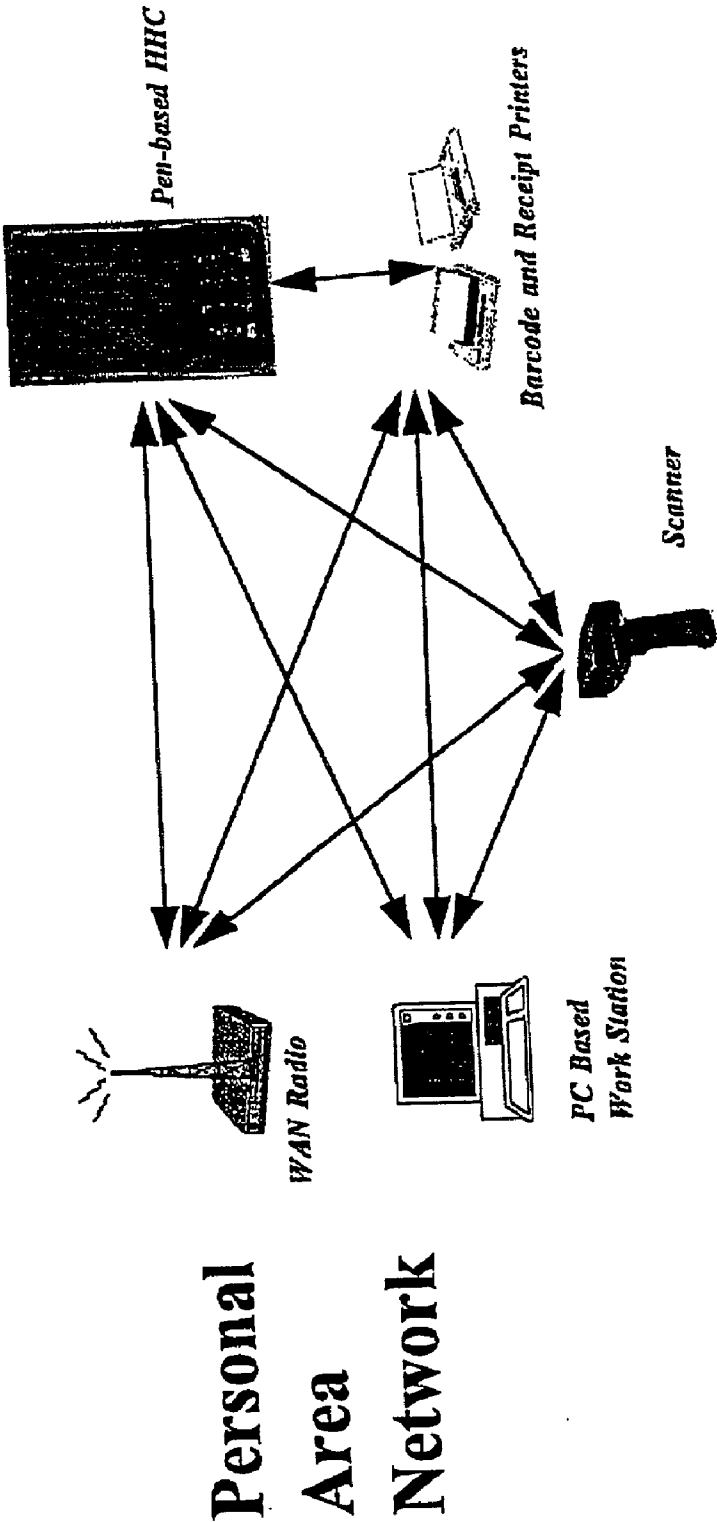 Personal
Area
Network
WAN Radio
PC Based
Work Station
Pen-based HHC
Barcode and Receipt Printers
Scanner